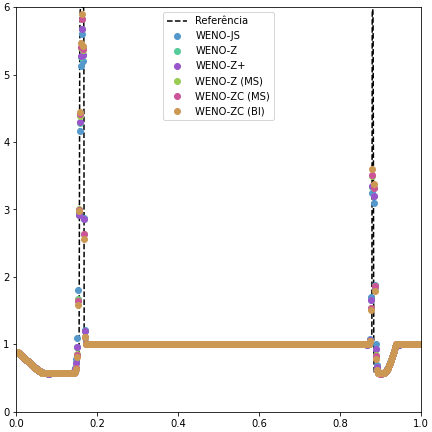 6
5
4
3
2
1
0
Referência
WENO-JS
WENO-Z
WENO-Z+
WENO-Z (MS)
WENO-ZC (MS)
WENO-ZC (BI)
0.0 0.2 0.4 0.6 0.8 1.0